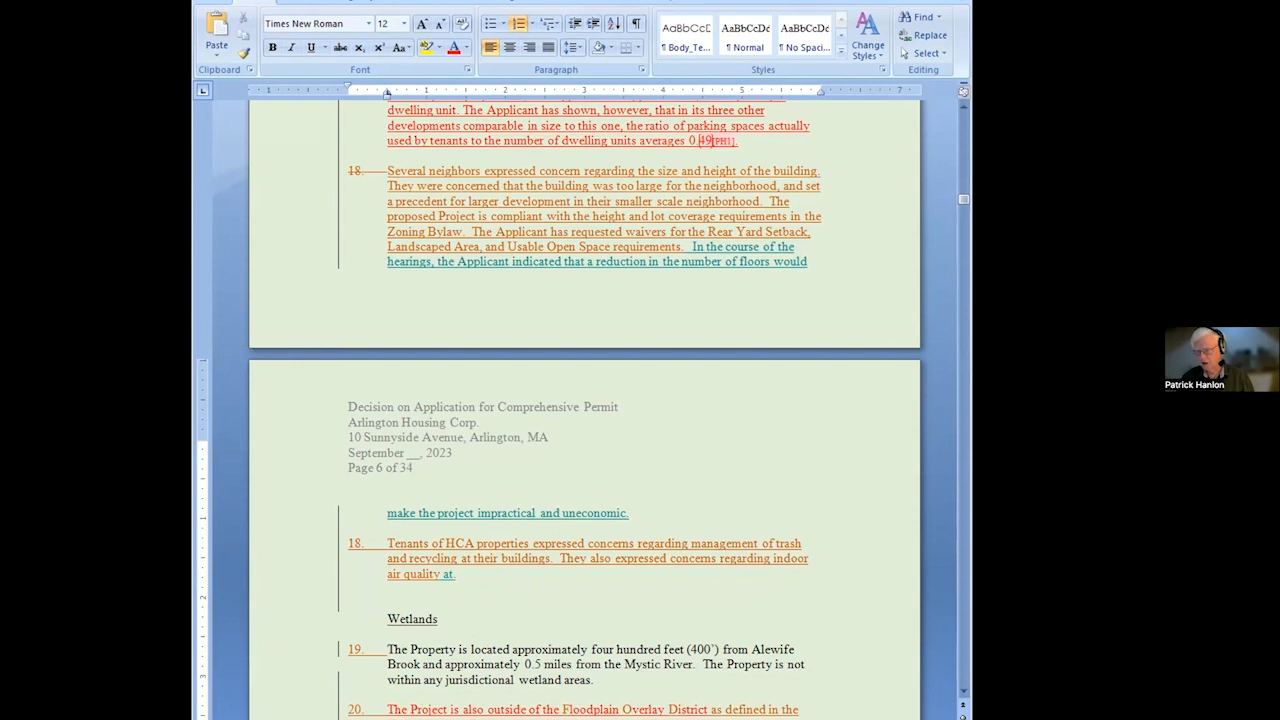 Times New Roman 12
Paste
Find
Replace
Select
AaBbCcDc AaBbCcDc AaBbCcDc
¶ Body_Te... ¶ Normal ¶ No Spaci...
Change
Styles
Clipboard Font Paragraph Styles Editing
1 1 2 3 4 5 7
dwelling unit. The Applicant has shown, however, that in its three other
developments comparable in size to this one, the ratio of parking spaces actually
used by tenants to the number of dwelling units averages 0.49[PH1].
18. Several neighbors expressed concern regarding the size and height of the building.
They were concerned that the building was too large for the neighborhood, and set
a precedent for larger development in their smaller scale neighborhood. The
proposed Project is compliant with the height and lot coverage requirements in the
Zoning Bylaw. The Applicant has requested waivers for the Rear Yard Setback,
Landscaped Area, and Usable Open Space requirements. In the course of the
hearings, the Applicant indicated that a reduction in the number of floors would
Decision on Application for Comprehensive Permit
Arlington Housing Corp.
10 Sunnyside Avenue, Arlington, MA
September __, 2023
Page 6 of 34
make the project impractical and uneconomic.
18. Tenants of HCA properties expressed concerns regarding management of trash
and recycling at their buildings. They also expressed concerns regarding indoor
air quality at.
Wetlands
19. The Property is located approximately four hundred feet (400`) from Alewife
Brook and approximately 0.5 miles from the Mystic River. The Property is not
within any jurisdictional wetland areas.
20. The Project is also outside of the Floodplain Overlay District as defined in the
Patrick Hanlon